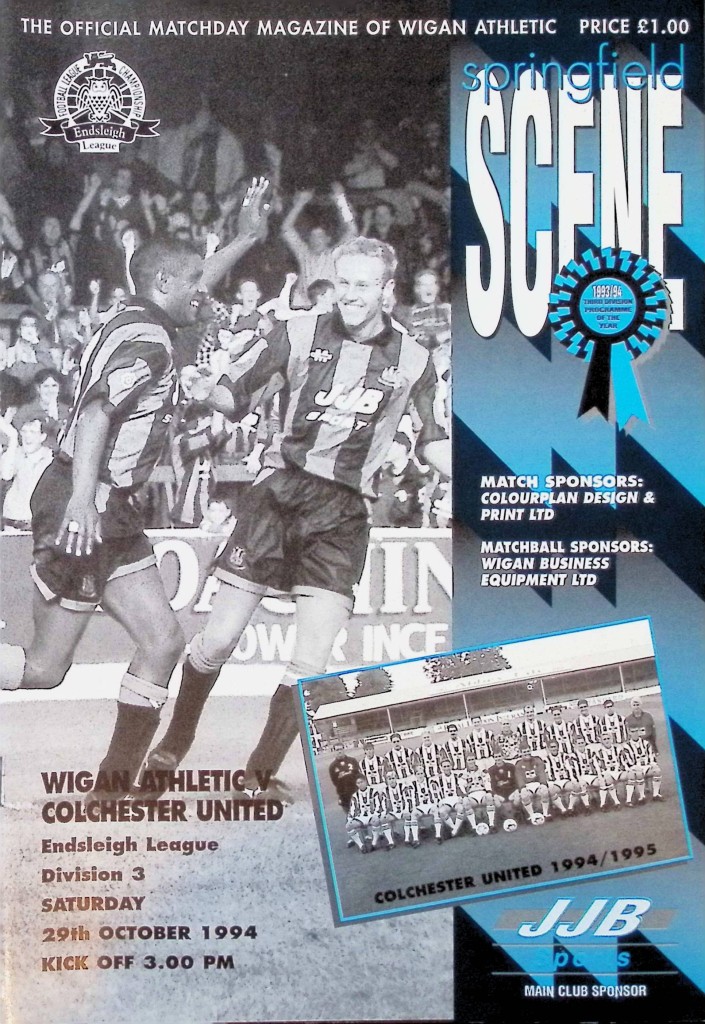 THE OFFICIAL MATCHDAY MAGAZINE OF WIGAN ATHLETIC PRICE £1.00
springfield
SCENE
FOOTBALL LEAGUE CHAMPIONSHIP
Endsleigh
League
1993/94
THIRD DIVISION
PROGRAMME
OF THE
YEAR
JJB
MATCH SPONSORS:
COLOURPLAN DESIGN &
PRINT LTD
MATCHBALL SPONSORS:
WIGAN BUSINESS
EQUIPMENT LTD
WIGAN ATHLETIC V
COLCHESTER UNITED
Endsleigh League
Division 3
SATURDAY
29th OCTOBER 1994
KICK OFF 3.00 PM
COLCHESTER UNITED 1994/1995
JJB
Sports
MAIN CLUB SPONSOR